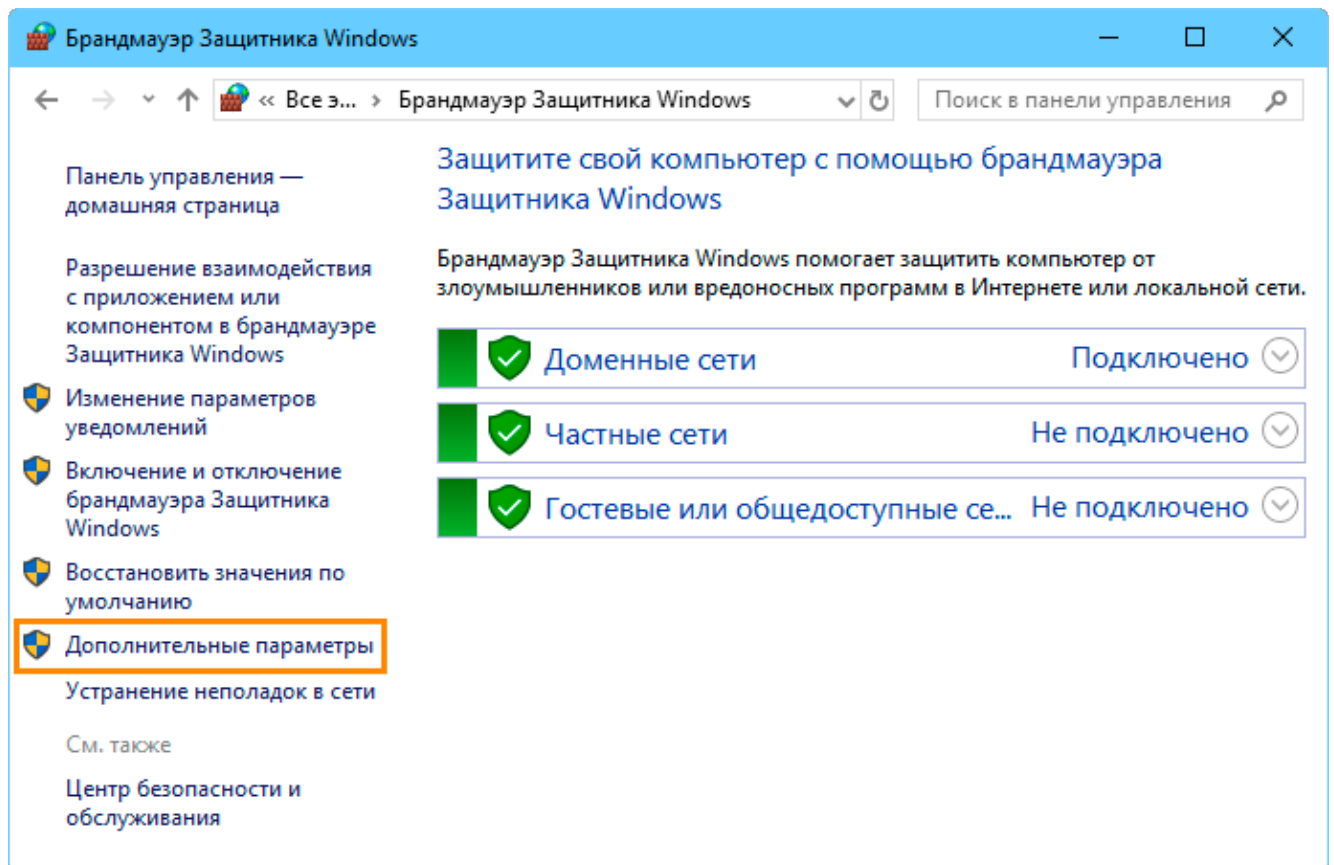 Брандмауэр Защитника Windows
« Все э... › Брандмауэр Защитника Windows
Поиск в панели управления
Панель управления —
домашняя страница
Разрешение взаимодействия
с приложением или
компонентом в брандмауэре
Защитника Windows
Изменение параметров
уведомлений
Включение и отключение
брандмауэра Защитника
Windows
Восстановить значения по
умолчанию
Дополнительные параметры
Устранение неполадок в сети
См. также
Центр безопасности и
обслуживания
Защитите свой компьютер с помощью брандмауэра
Защитника Windows
Брандмауэр Защитника Windows помогает защитить компьютер от
злоумышленников или вредоносных программ в Интернете или локальной сети.
Доменные сети Подключено
Частные сети Не подключено
Гостевые или общедоступные се... Не подключено